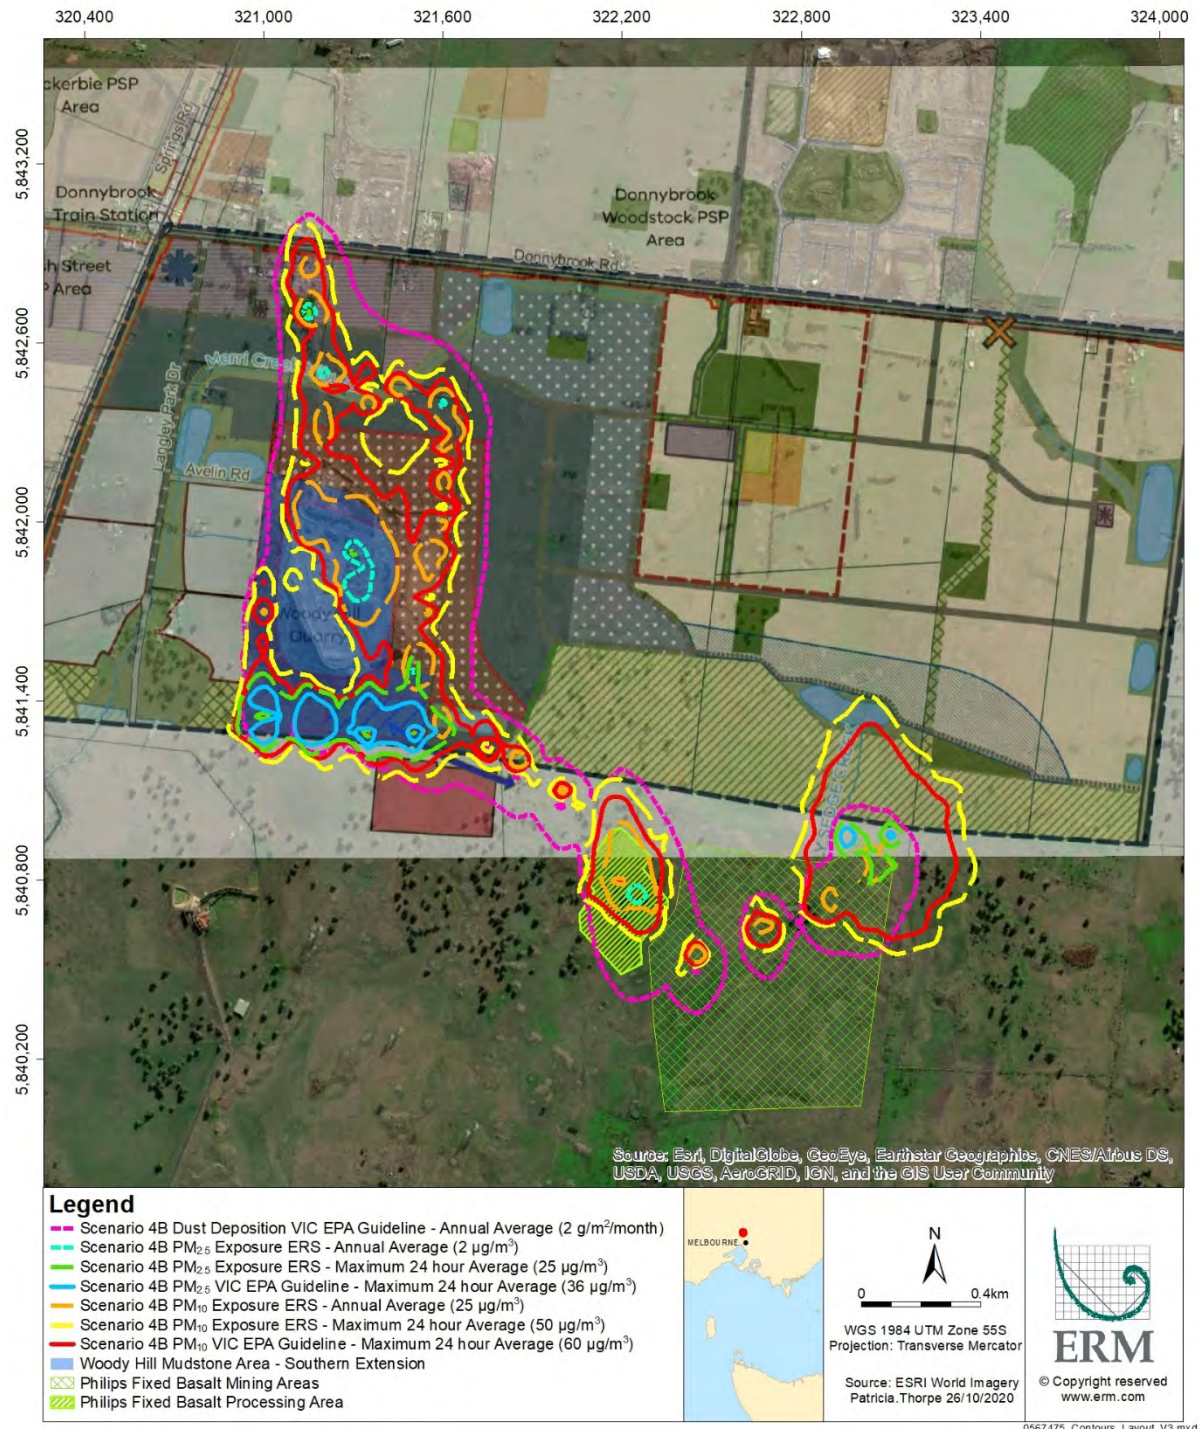 320,400 321,000 321,600 322,200 322,800 323,400 324,000
5,843,200
5,842,600
5,842,000
5,841,400
5,840,800
5,840,200
ckerbie PSP
Area
Springs Rd
Donnybrook
Train Station
Donnybrook
Woodstock PSP
Area
sh Street
P Area
Donnybrook Rd
Merri Creek
Langley Park Dr
Avelin Rd
Woody Hill
Quarry
Source: Esri, DigitalGlobe, GeoEye, Earthstar Geographics, CNES/Airbus DS,
USDA, USGS, AeroGRID, IGN, and the GIS User Community
Legend
Scenario 4B Dust Deposition VIC EPA Guideline - Annual Average (2 g/m²/month)
Scenario 4B PM₂.₅ Exposure ERS - Annual Average (2 µg/m³)
Scenario 4B PM₂.₅ Exposure ERS - Maximum 24 hour Average (25 µg/m³)
Scenario 4B PM₂.₅ VIC EPA Guideline - Maximum 24 hour Average (36 µg/m³)
Scenario 4B PM₁₀ Exposure ERS - Annual Average (25 µg/m³)
Scenario 4B PM₁₀ Exposure ERS - Maximum 24 hour Average (50 µg/m³)
Scenario 4B PM₁₀ VIC EPA Guideline - Maximum 24 hour Average (60 µg/m³)
Woody Hill Mudstone Area - Southern Extension
Philips Fixed Basalt Mining Areas
Philips Fixed Basalt Processing Area
MELBOURNE
N
0 0.4km
WGS 1984 UTM Zone 55S
Projection: Transverse Mercator
Source: ESRI World Imagery
Patricia.Thorpe 26/10/2020
ERM
© Copyright reserved
www.erm.com
0567475_Contours_Layout_V3.mxd